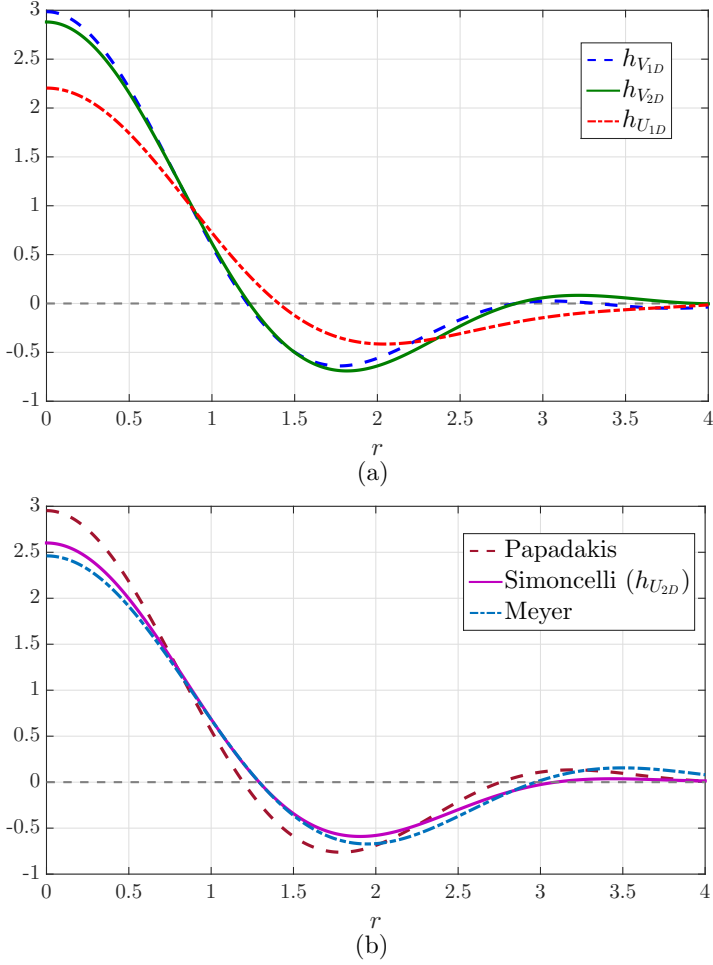 3
2.5
2
1.5
1
0.5
0
-0.5
-1
h_{V_{1D}}
h_{V_{2D}}
h_{U_{1D}}
0 0.5 1 1.5 2 2.5 3 3.5 4
r
(a)
3
2.5
2
1.5
1
0.5
0
-0.5
-1
Papadakis
Simoncelli (h_{U_{2D}})
Meyer
0 0.5 1 1.5 2 2.5 3 3.5 4
r
(b)